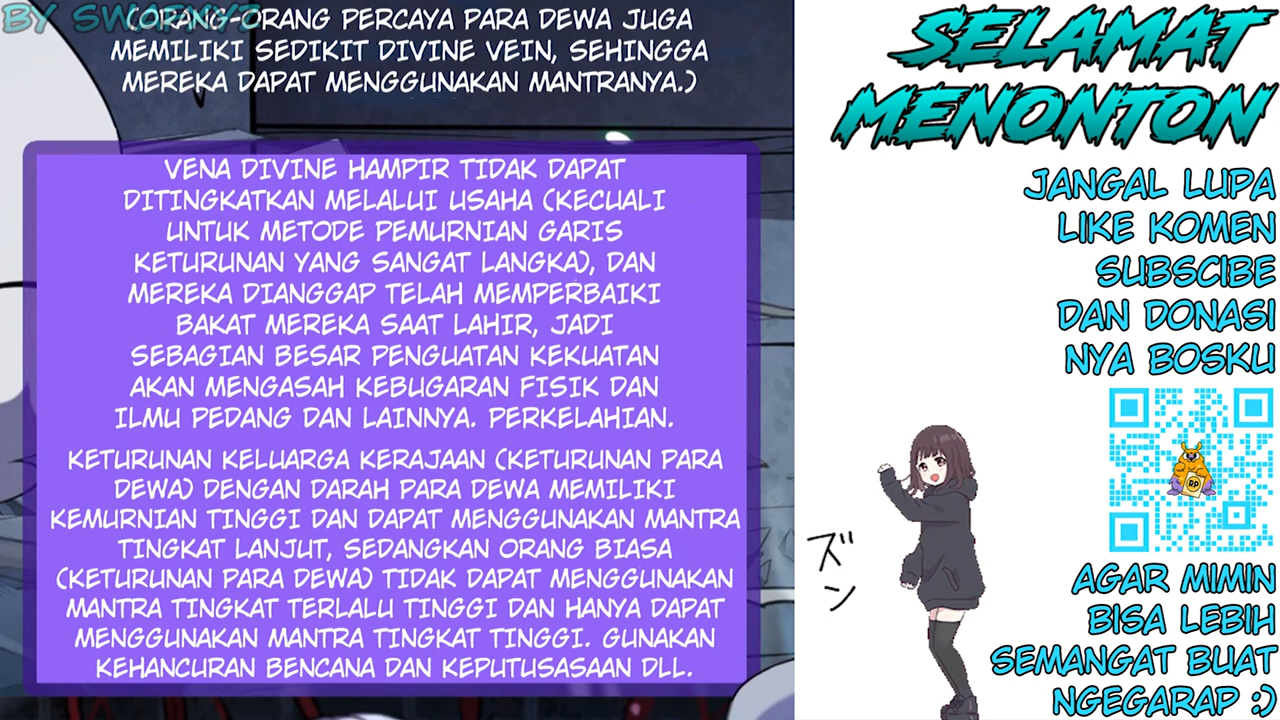 BY SWAFNYS
(ORANG-ORANG PERCAYA PARA DEWA JUGA
MEMILIKI SEDIKIT DIVINE VEIN, SEHINGGA
MEREKA DAPAT MENGGUNAKAN MANTRANYA.)
VENA DIVINE HAMPIR TIDAK DAPAT
DITINGKATKAN MELALUI USAHA (KECUALI
UNTUK METODE PEMURNIAN GARIS
KETURUNAN YANG SANGAT LANGKA), DAN
MEREKA DIANGGAP TELAH MEMPERBAIKI
BAKAT MEREKA SAAT LAHIR, JADI
SEBAGIAN BESAR PENGUATAN KEKUATAN
AKAN MENGASAH KEBUGARAN FISIK DAN
ILMU PEDANG DAN LAINNYA. PERKELAHIAN.
KETURUNAN KELUARGA KERAJAAN (KETURUNAN PARA
DEWA) DENGAN DARAH PARA DEWA MEMILIKI
KEMURNIAN TINGGI DAN DAPAT MENGGUNAKAN MANTRA
TINGKAT LANJUT, SEDANGKAN ORANG BIASA
(KETURUNAN PARA DEWA) TIDAK DAPAT MENGGUNAKAN
MANTRA TINGKAT TERLALU TINGGI DAN HANYA DAPAT
MENGGUNAKAN MANTRA TINGKAT TINGGI. GUNAKAN
KEHANCURAN BENCANA DAN KEPUTUSASAAN DLL.
SELAMAT
MENONTON
JANGAL LUPA
LIKE KOMEN
SUBSCIBE
DAN DONASI
NYA BOSKU
RP
ズン
AGAR MIMIN
BISA LEBIH
SEMANGAT BUAT
NGEGARAP :)